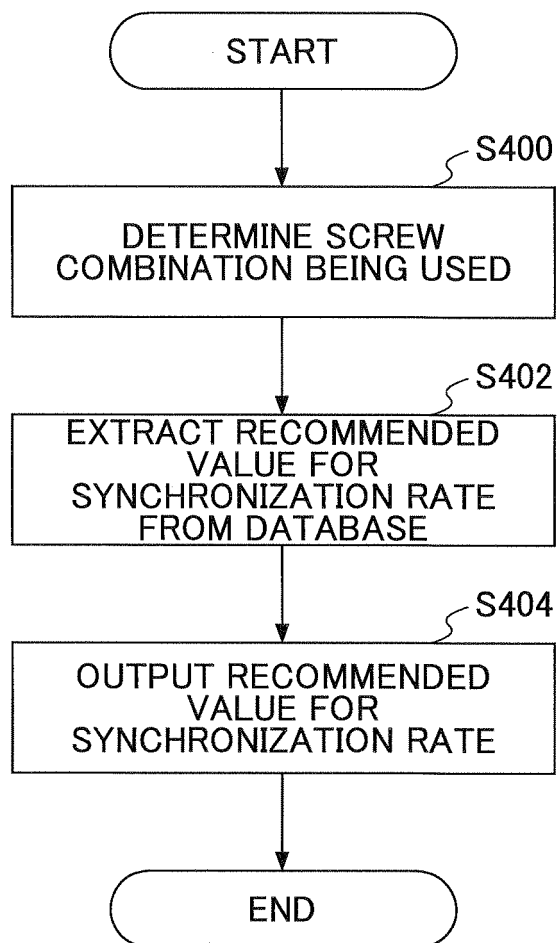 START
S400
DETERMINE SCREW
COMBINATION BEING USED
S402
EXTRACT RECOMMENDED
VALUE FOR
SYNCHRONIZATION RATE
FROM DATABASE
S404
OUTPUT RECOMMENDED
VALUE FOR
SYNCHRONIZATION RATE
END